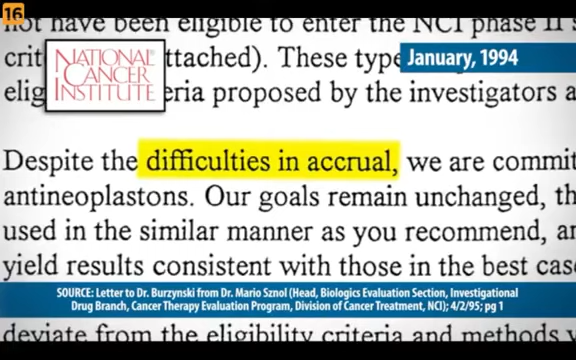 16
not have been eligible to enter the NCI phase II s
NATIONAL
CANCER
INSTITUTE
January, 1994
crit ttached). These type
elig eria proposed by the investigators a
Despite the difficulties in accrual, we are commit
antineoplastons. Our goals remain unchanged, th
used in the similar manner as you recommend, an
yield results consistent with those in the best case
SOURCE: Letter to Dr. Burzynski from Dr. Mario Sznol (Head, Biologics Evaluation Section, Investigational
Drug Branch, Cancer Therapy Evaluation Program, Division of Cancer Treatment, NCI); 4/2/95; pg 1
deviate from the eligibility criteria and methods